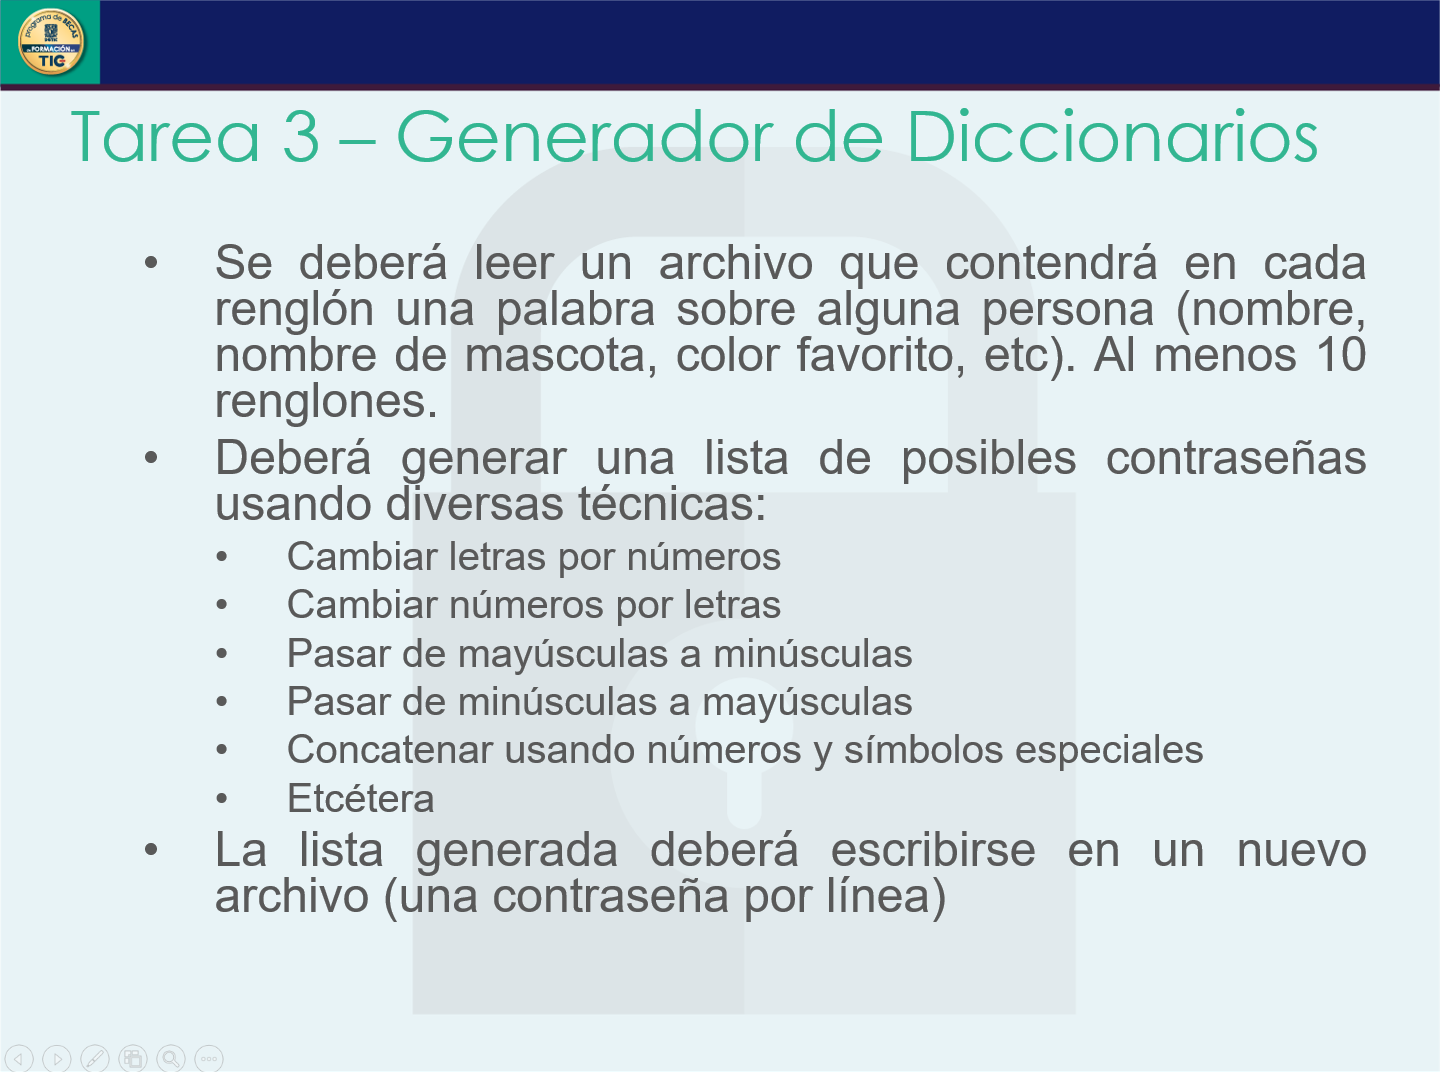 programa de BECAS
de FORMACIÓN en
TIC
Tarea 3 – Generador de Diccionarios
• Se deberá leer un archivo que contendrá en cada
renglón una palabra sobre alguna persona (nombre,
nombre de mascota, color favorito, etc). Al menos 10
renglones.
• Deberá generar una lista de posibles contraseñas
usando diversas técnicas:
• Cambiar letras por números
• Cambiar números por letras
• Pasar de mayúsculas a minúsculas
• Pasar de minúsculas a mayúsculas
• Concatenar usando números y símbolos especiales
• Etcétera
• La lista generada deberá escribirse en un nuevo
archivo (una contraseña por línea)